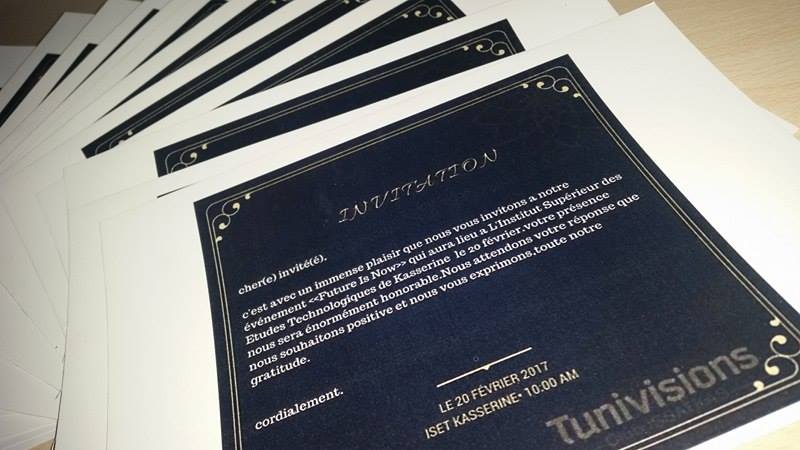 INVITATION
cher(e) invité(é).
c'est avec un immense plaisir que nous vous invitons a notre
événement <<Future Is Now>> qui aura lieu a L'Institut Supérieur des
Etudes Technologiques de Kasserine le 20 février.votre présence
nous sera énormément honorable.Nous attendons votre réponse que
nous souhaitons positive et nous vous exprimons.toute notre
gratitude.
cordialement.
LE 20 FÉVRIER 2017
ISET KASSERINE• 10:00 AM
Tunivisions